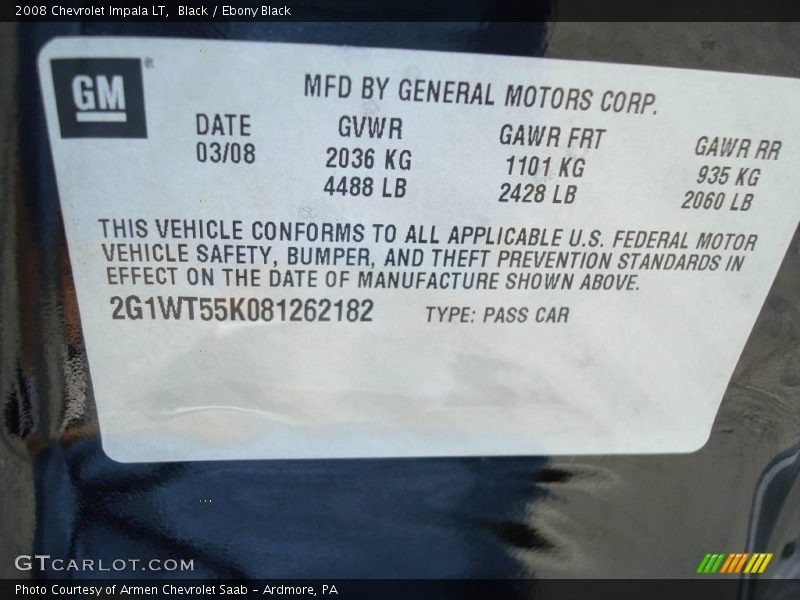 2008 Chevrolet Impala LT, Black / Ebony Black
GM®
MFD BY GENERAL MOTORS CORP.
DATE GVWR GAWR FRT GAWR RR
03/08 2036 KG 1101 KG 935 KG
4488 LB 2428 LB 2060 LB
THIS VEHICLE CONFORMS TO ALL APPLICABLE U.S. FEDERAL MOTOR
VEHICLE SAFETY, BUMPER, AND THEFT PREVENTION STANDARDS IN
EFFECT ON THE DATE OF MANUFACTURE SHOWN ABOVE.
2G1WT55K081262182 TYPE: PASS CAR
GTCARLOT.COM
Photo Courtesy of Armen Chevrolet Saab - Ardmore, PA